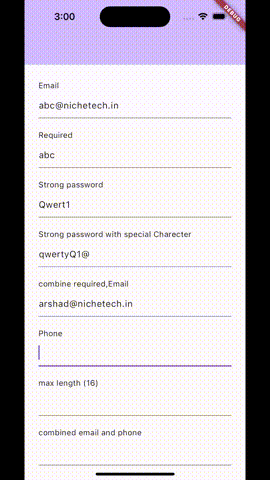 3:00
DEBUG
Email
abc@nichetech.in
Required
abc
Strong password
Qwert1
Strong password with special Charecter
qwertyQ1@
combine required,Email
arshad@nichetech.in
Phone
max length (16)
combined email and phone